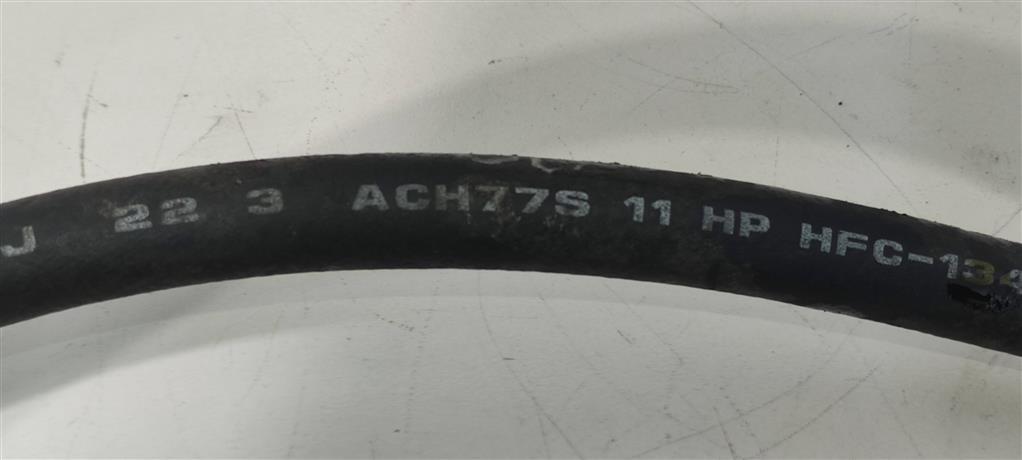 J 22 3 ACH77S 11 HP HFC-134